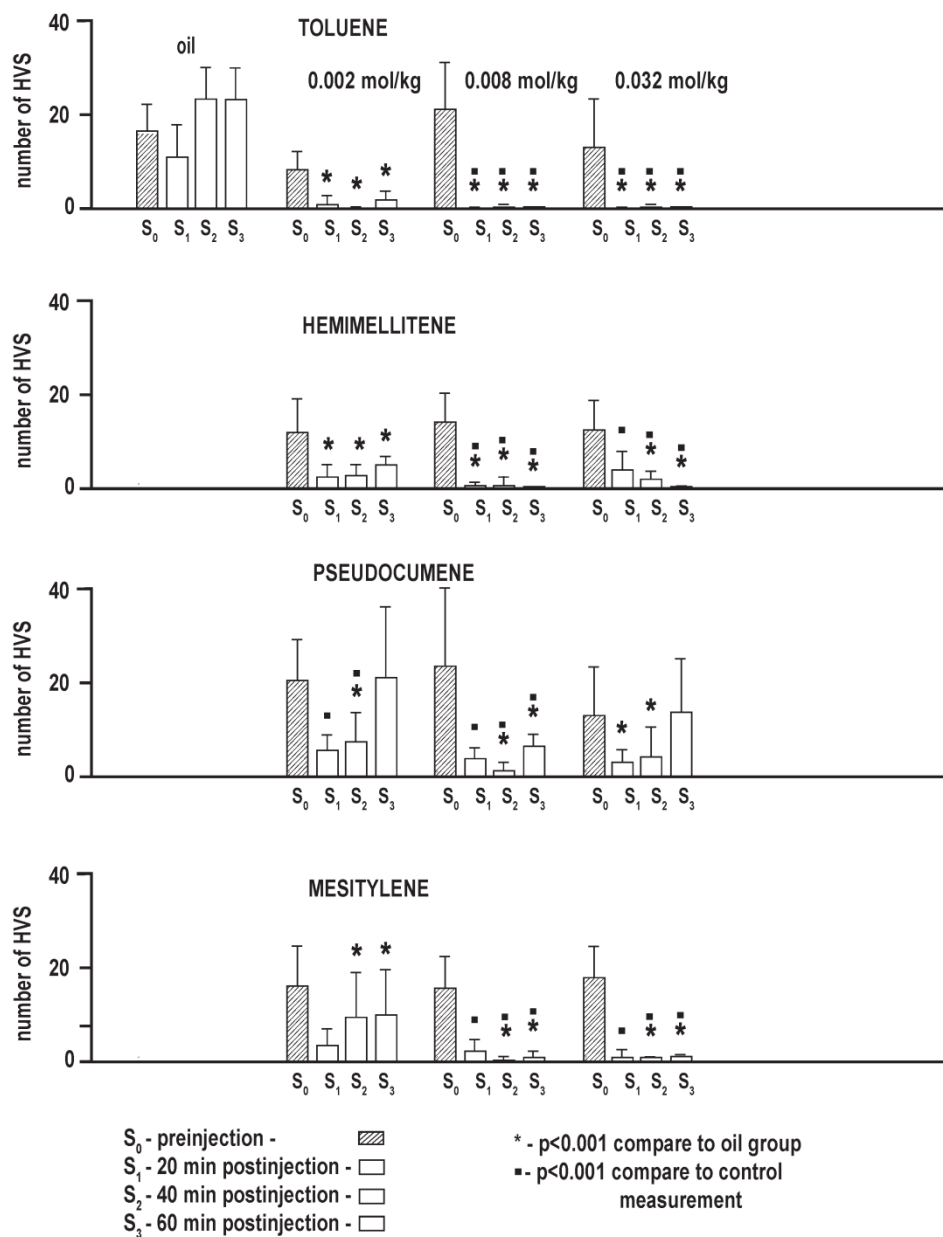 TOLUENE
40
oil
0.002 mol/kg
0.008 mol/kg
0.032 mol/kg
number of HVS
20
■ ■ ■ ■ ■ ■
* * * * * * * * *
0
S₀ S₁ S₂ S₃ S₀ S₁ S₂ S₃ S₀ S₁ S₂ S₃ S₀ S₁ S₂ S₃
40
HEMIMELLITENE
number of HVS
20
■ ■ ■ ■ ■ ■
* * * * * * * *
0
S₀ S₁ S₂ S₃ S₀ S₁ S₂ S₃ S₀ S₁ S₂ S₃
PSEUDOCUMENE
40
number of HVS
20
■ ■ ■ ■ ■
* * * * *
0
S₀ S₁ S₂ S₃ S₀ S₁ S₂ S₃ S₀ S₁ S₂ S₃
40
MESITYLENE
number of HVS
20
■ ■ ■ ■ ■ ■
* * * * * *
0
S₀ S₁ S₂ S₃ S₀ S₁ S₂ S₃ S₀ S₁ S₂ S₃
S₀ - preinjection -
S₁ - 20 min postinjection -
S₂ - 40 min postinjection -
S₃ - 60 min postinjection -
* - p<0.001 compare to oil group
■ - p<0.001 compare to control
measurement